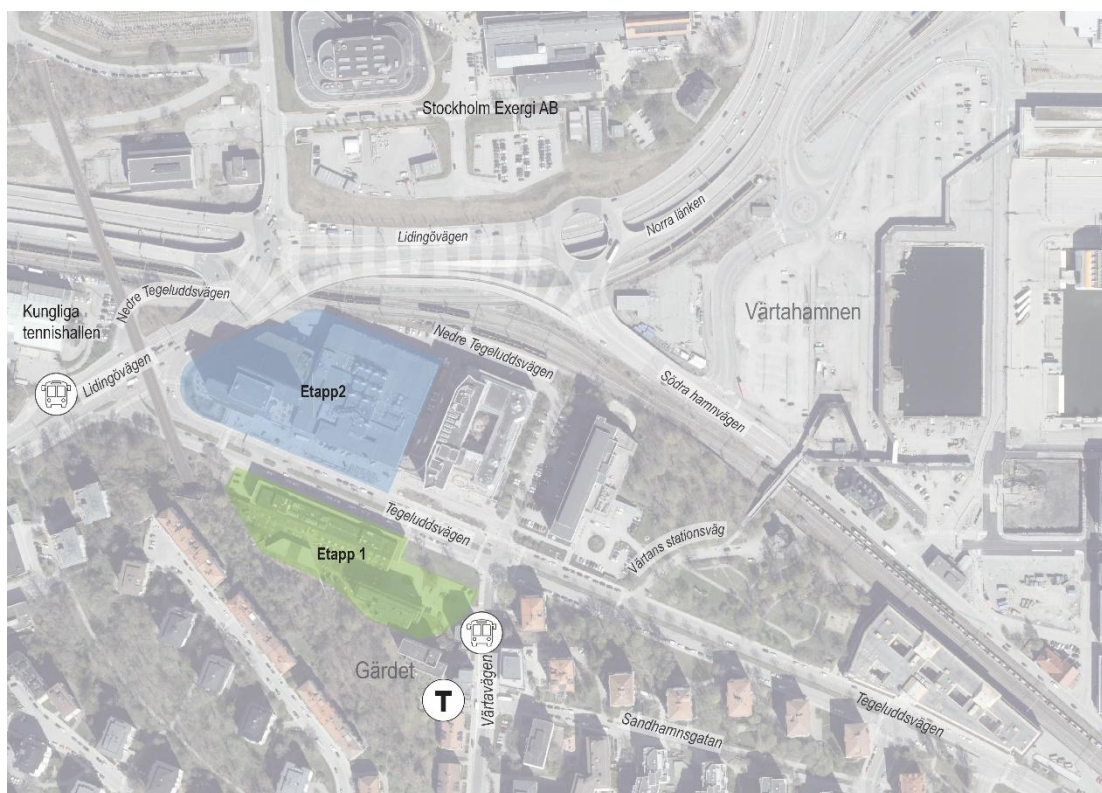 Stockholm Exergi AB
Norra länken
Lidingövägen
Nedre Tegeluddsvägen
Kungliga
tennishallen
Värtahamnen
Nedre Tegeluddsvägen
Lidingövägen
Etapp2
Södra hamnvägen
Tegeluddsvägen
Etapp 1
Värtans stationsväg
Gärdet
T
Värtavägen
Sandhamnsgatan
Tegeluddsvägen